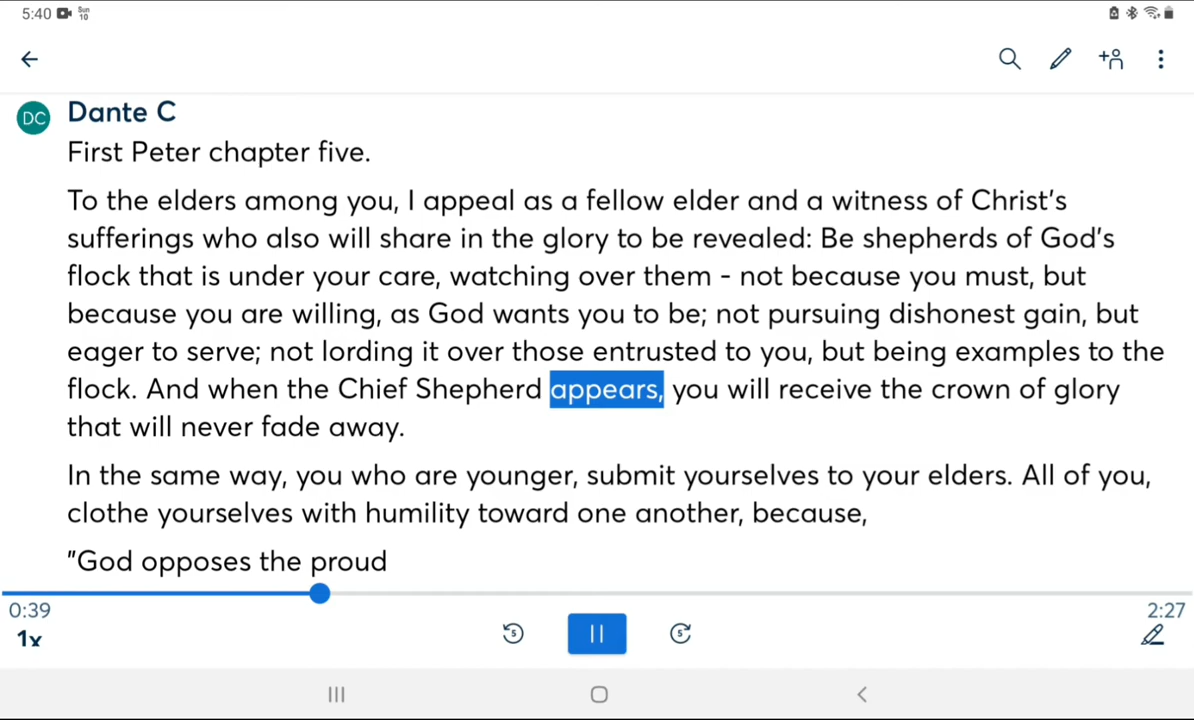 5:40 Sun 10
DC Dante C
First Peter chapter five.
To the elders among you, I appeal as a fellow elder and a witness of Christ's
sufferings who also will share in the glory to be revealed: Be shepherds of God's
flock that is under your care, watching over them - not because you must, but
because you are willing, as God wants you to be; not pursuing dishonest gain, but
eager to serve; not lording it over those entrusted to you, but being examples to the
flock. And when the Chief Shepherd appears, you will receive the crown of glory
that will never fade away.
In the same way, you who are younger, submit yourselves to your elders. All of you,
clothe yourselves with humility toward one another, because,
"God opposes the proud
0:39 2:27
1x 5 5